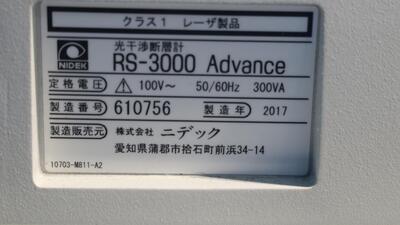 クラス1 レーザ製品
NIDEK
光干渉断層計
RS-3000 Advance
定格電圧 100V～ 50/60Hz 300VA
製造番号 610756 製造年 2017
製造販売元 株式会社 ニデック
愛知県蒲郡市拾石町前浜34-14
10703-M811-A2